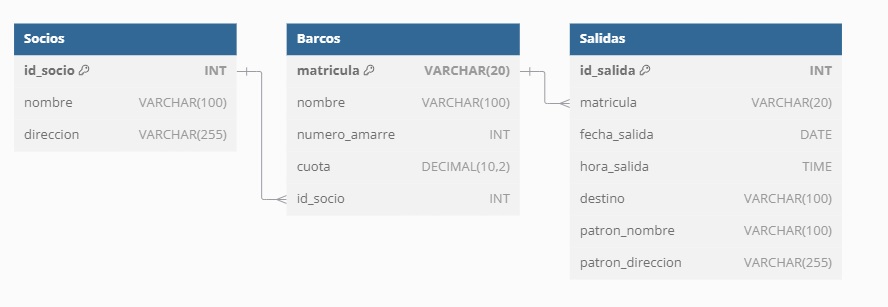 Socios
id_socio INT
nombre VARCHAR(100)
direccion VARCHAR(255)
Barcos
matricula VARCHAR(20)
nombre VARCHAR(100)
numero_amarre INT
cuota DECIMAL(10,2)
id_socio INT
Salidas
id_salida INT
matricula VARCHAR(20)
fecha_salida DATE
hora_salida TIME
destino VARCHAR(100)
patron_nombre VARCHAR(100)
patron_direccion VARCHAR(255)